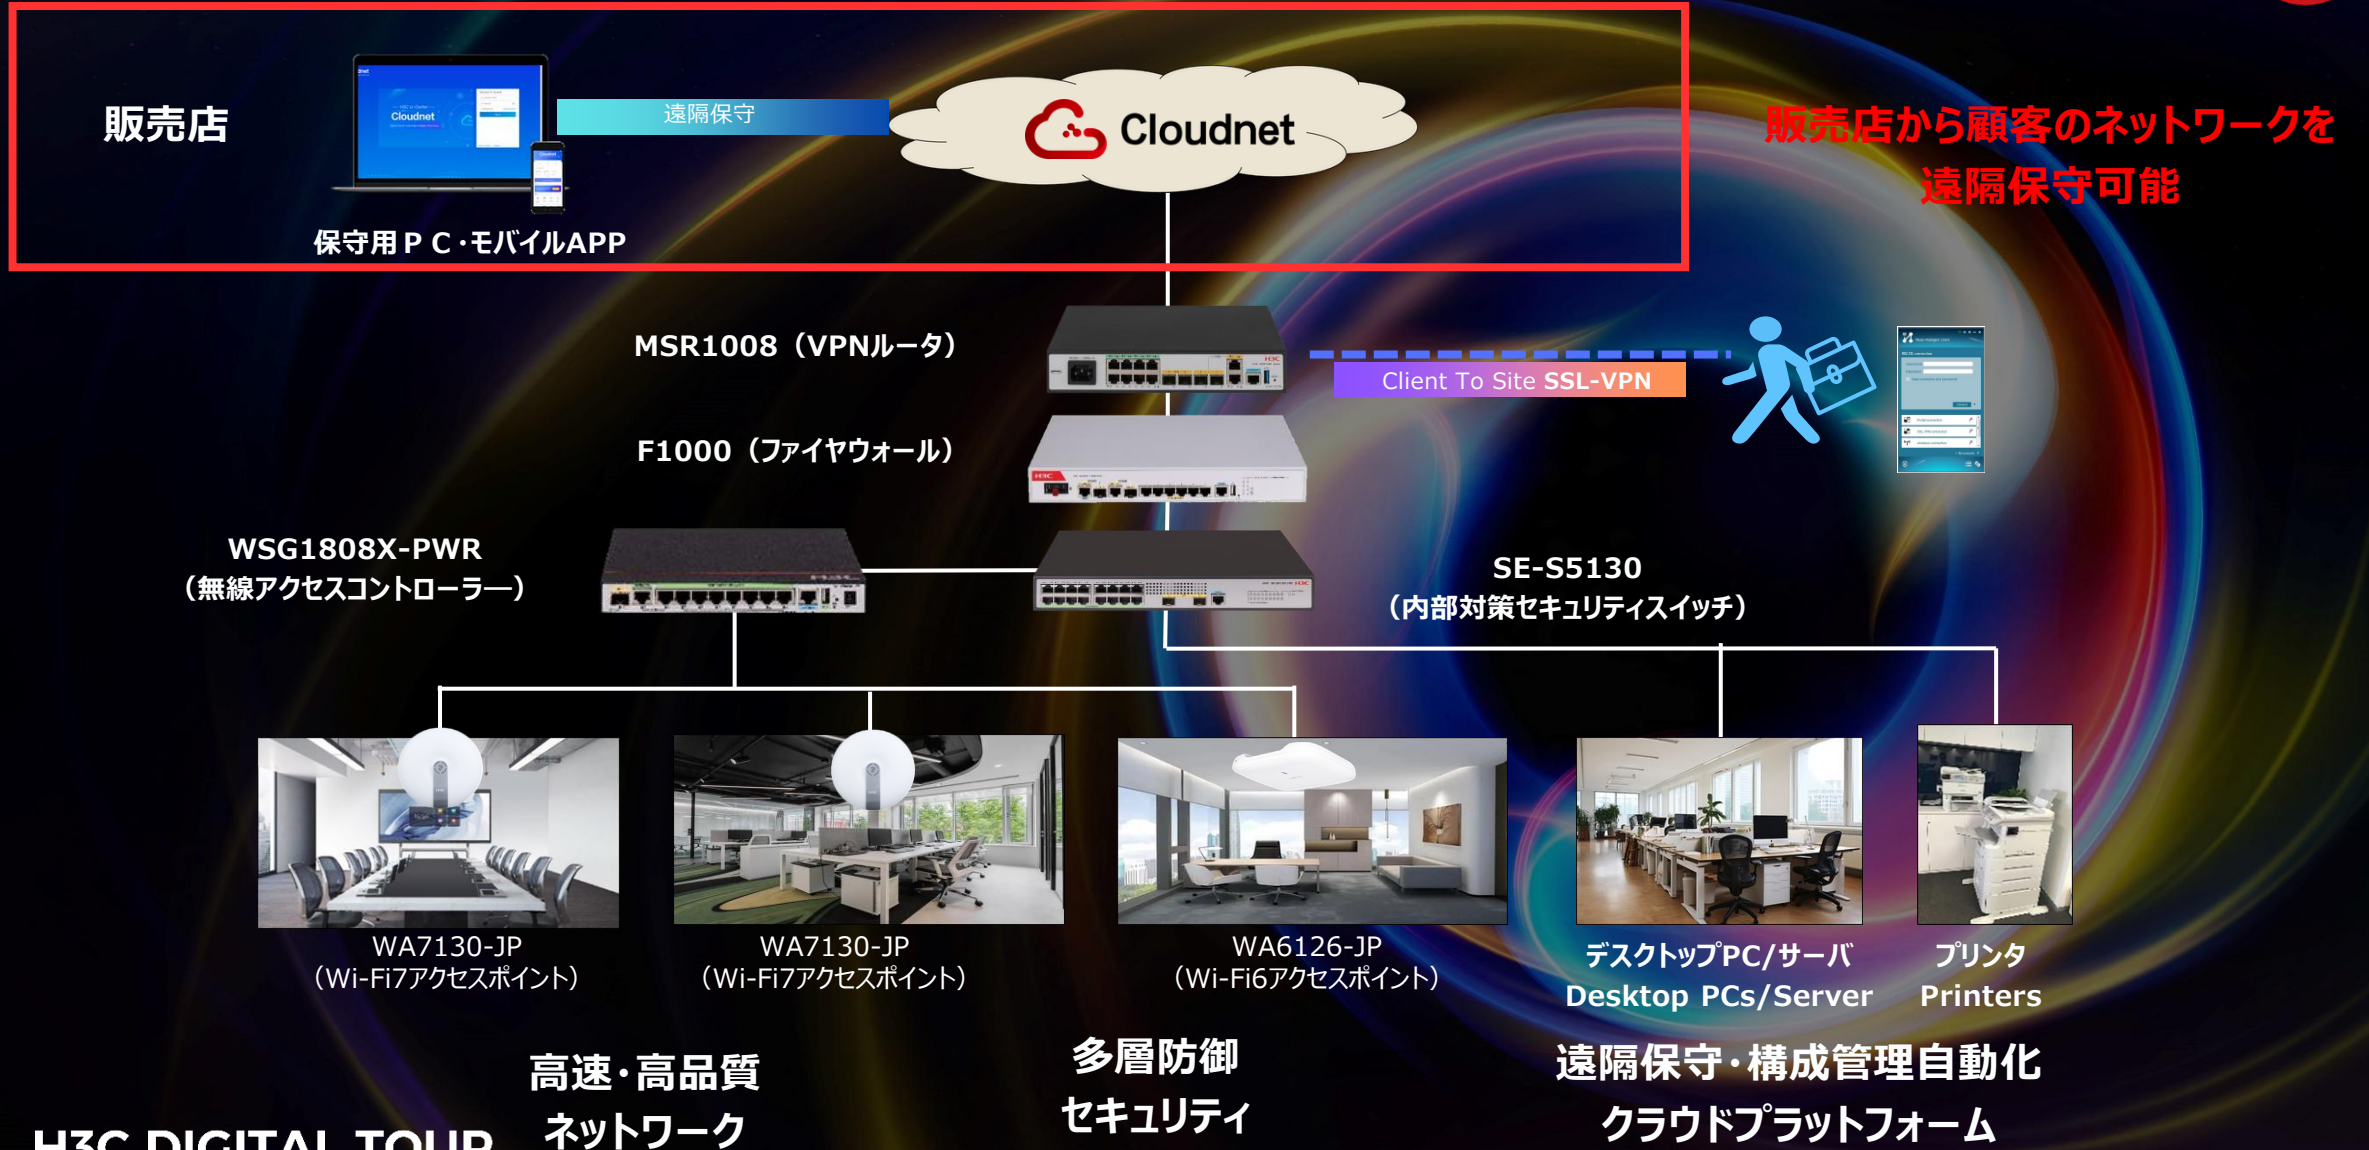 販売店
Cloudnet
遠隔保守
Cloudnet
販売店から顧客のネットワークを
遠隔保守可能
保守用ＰＣ・モバイルAPP
MSR1008（VPNルータ）
Client To Site SSL-VPN
F1000（ファイヤウォール）
H3C
WSG1808X-PWR
（無線アクセスコントローラ―）
SE-S5130
（内部対策セキュリティスイッチ）
WA7130-JP
（Wi-Fi7アクセスポイント）
WA7130-JP
（Wi-Fi7アクセスポイント）
WA6126-JP
（Wi-Fi6アクセスポイント）
デスクトップPC/サーバ
Desktop PCs/Server
プリンタ
Printers
高速・高品質
ネットワーク
多層防御
セキュリティ
遠隔保守・構成管理自動化
クラウドプラットフォーム
H3C DIGITAL TOUR